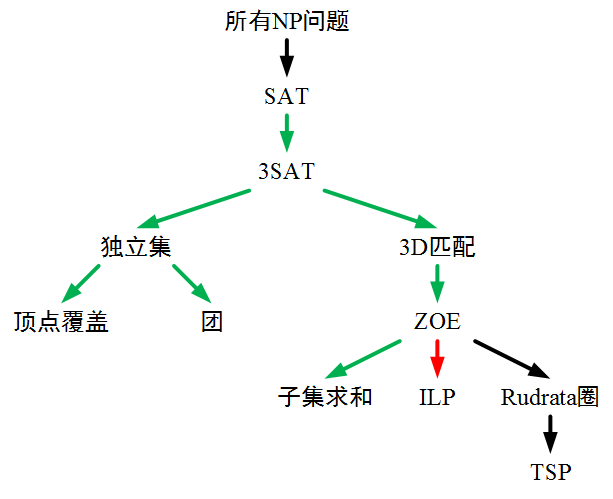 所有NP问题
SAT
3SAT
独立集
3D匹配
顶点覆盖
团
ZOE
子集求和
ILP
Rudrata圈
TSP